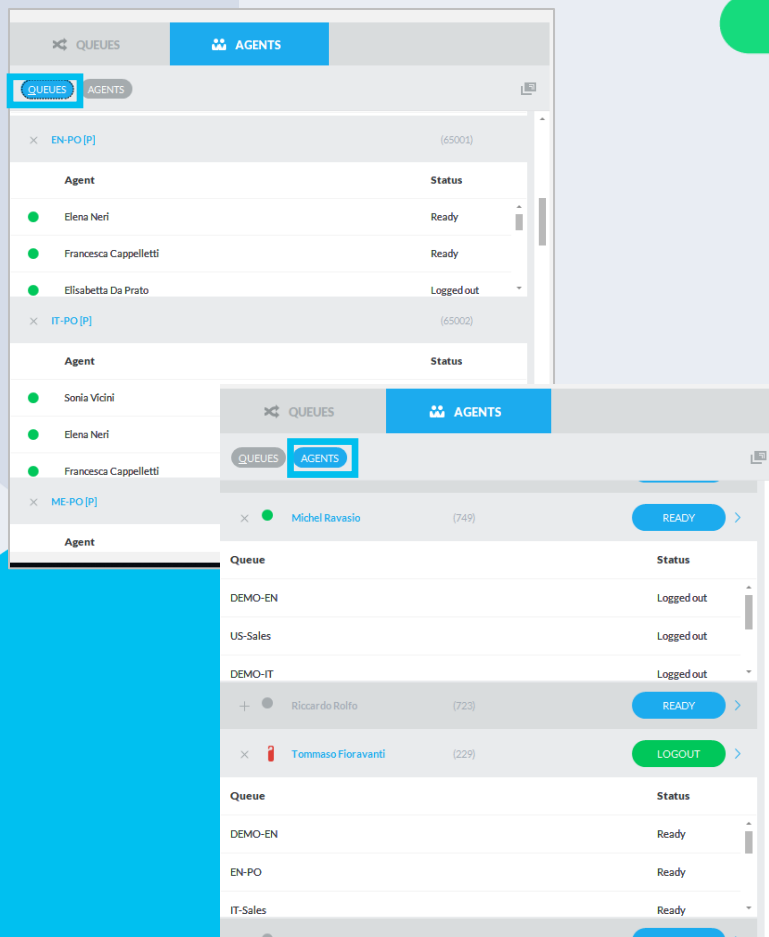 QUEUES AGENTS
QUEUES AGENTS
EN-PO [P] (65001)
Agent Status
Elena Neri Ready
Francesca Cappelletti Ready
Elisabetta Da Prato Logged out
IT-PO [P] (65002)
Agent Status
Sonia Vicini
Elena Neri
Francesca Cappelletti
ME-PO [P]
Agent
QUEUES AGENTS
QUEUES AGENTS
Michel Ravasio (749) READY
Queue Status
DEMO-EN Logged out
US-Sales Logged out
DEMO-IT Logged out
Riccardo Rolfo (723) READY
Tommaso Fioravanti (229) LOGOUT
Queue Status
DEMO-EN Ready
EN-PO Ready
IT-Sales Ready